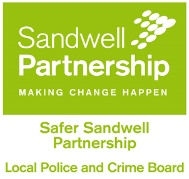 Sandwell
Partnership
MAKING CHANGE HAPPEN
Safer Sandwell
Partnership
Local Police and Crime Board